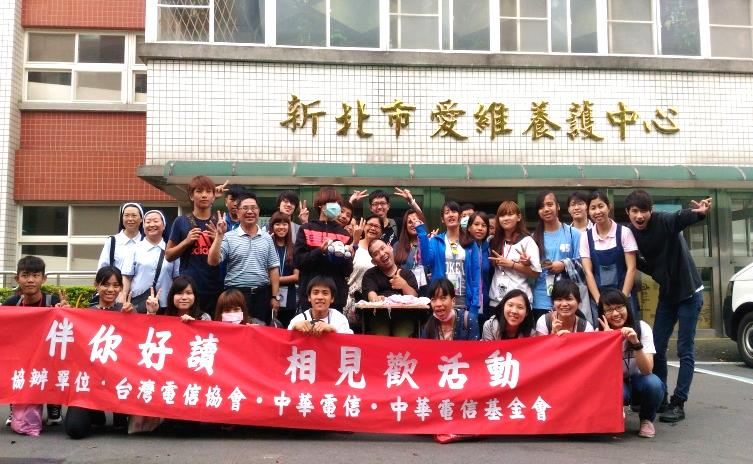 新北市愛維養護中心
adidas
伴你好讀 相見歡活動
協辦單位·台灣電信協會·中華電信·中華電信基金會